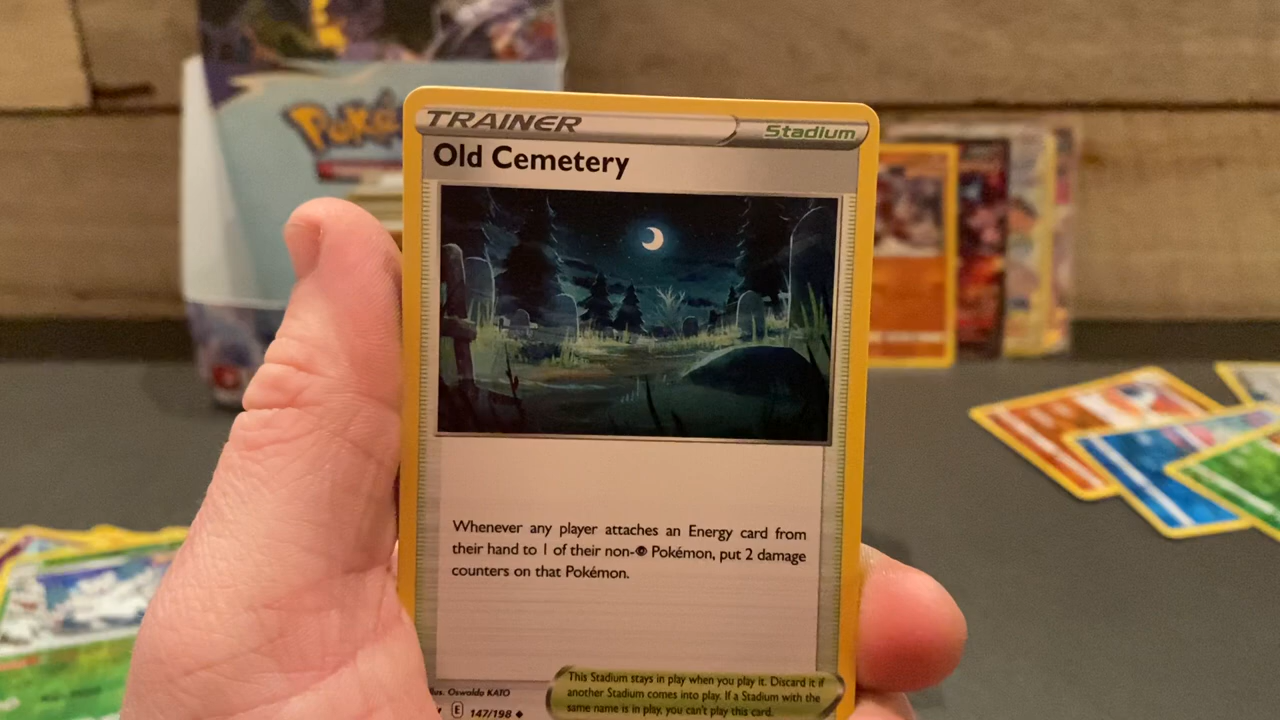 Poké
TRAINER
Stadium
Old Cemetery
Whenever any player attaches an Energy card from
their hand to 1 of their non- Pokémon, put 2 damage
counters on that Pokémon.
This Stadium stays in play when you play it. Discard it if
another Stadium comes into play. If a Stadium with the
same name is in play, you can't play this card.
llus. Oswaldo KATO
E 147/198